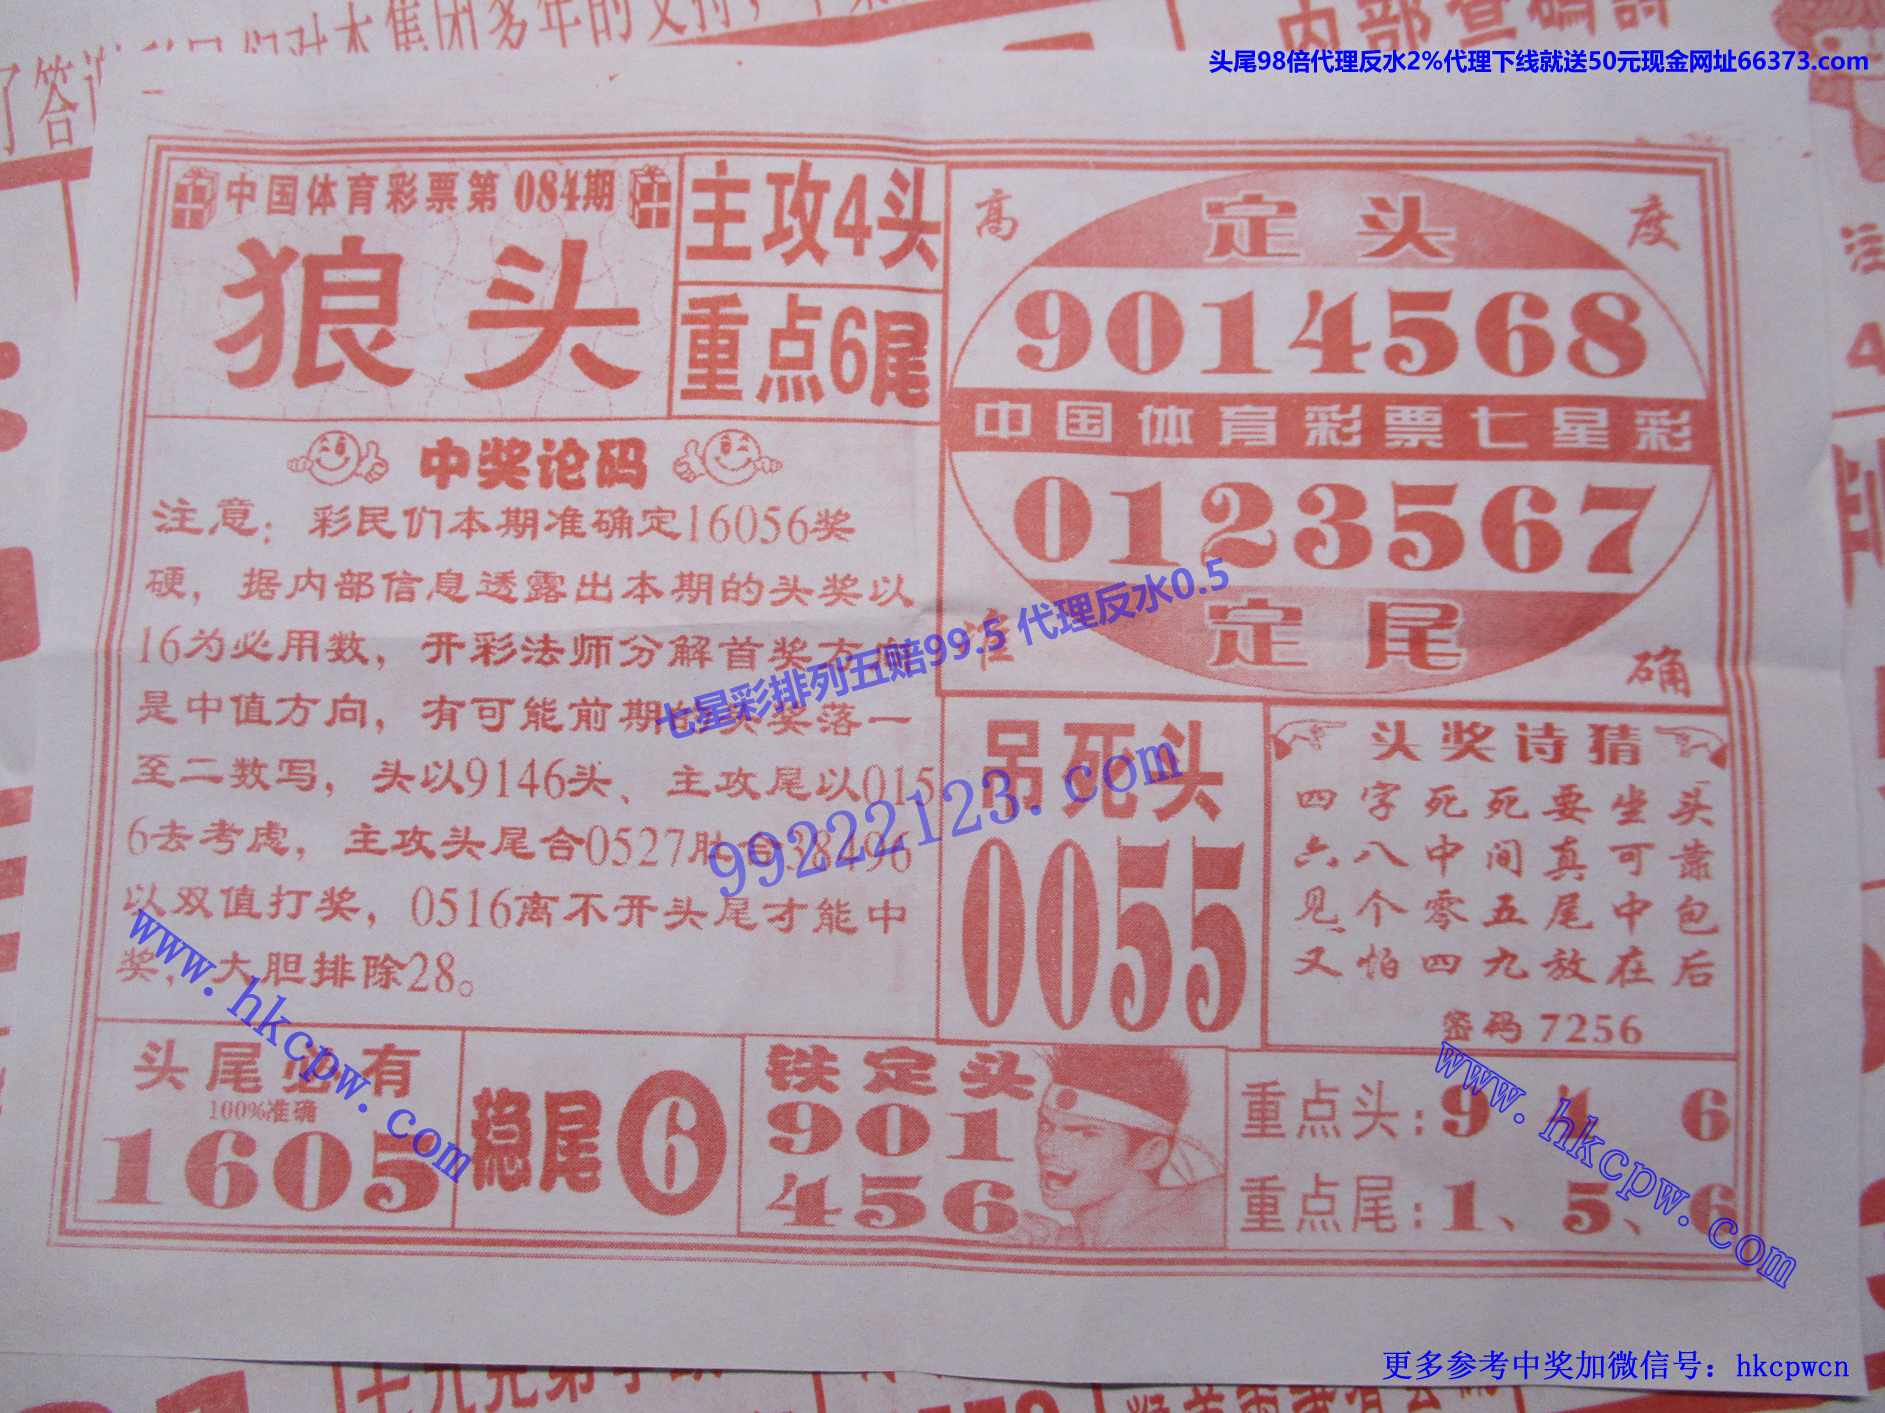 头尾98倍代理反水2%代理下线就送50元现金网址66373.com
内部查码诗
中国体育彩票第084期
狼头
主攻4头
重点6尾
高度
定头
9014568
中国体育彩票七星彩
0123567
定尾
准确
中奖论码
注意：彩民们本期准确定16056奖
硬，据内部信息透露出本期的头奖以
16为必用数，开彩法师分解首奖方
是中值方向，有可能前期 奖落一
至二数写，头以9146头、主攻尾以015
6去考虑，主攻头尾合0527 38496
以双值打奖，0516离不开头尾才能中
奖，大胆排除28。
七星彩排列五赔99.5 代理反水0.5
99222123.com
吊死头
0055
头奖诗猜
四字死死要坐头
六八中间真可靠
见个零五尾中包
又怕四九放在后
密码7256
头尾必有
100%准确
1605
稳尾6
铁定头
901
456
重点头：9 4 6
重点尾：1、5、6
www.hkcpw.com
www.hkcpw.com
更多参考中奖加微信号：hkcpwcn